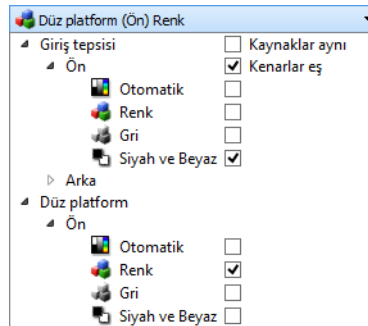 Düz platform (Ön) Renk
Giriş tepsisi Kaynaklar aynı
Ön Kenarlar eş
Otomatik
Renk
Gri
Siyah ve Beyaz
Arka
Düz platform
Ön
Otomatik
Renk
Gri
Siyah ve Beyaz